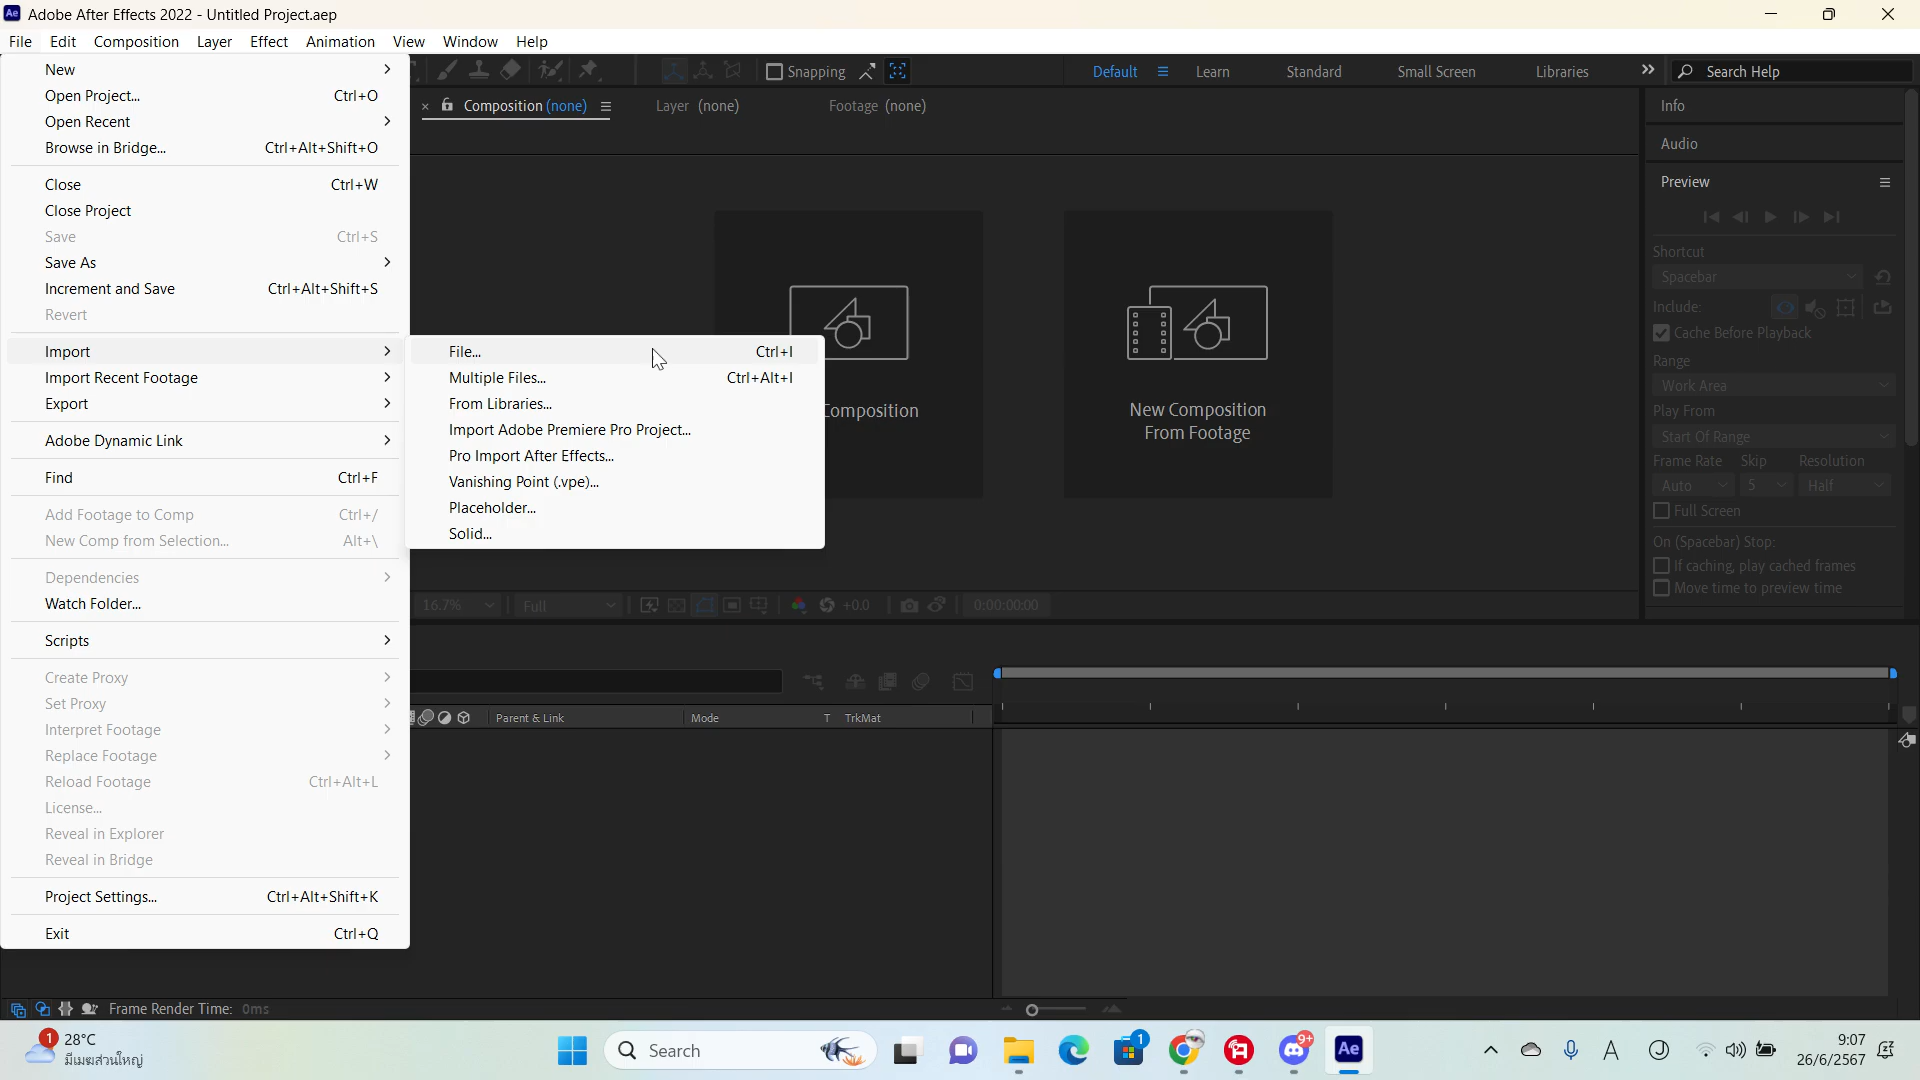 Adobe After Effects 2022 - Untitled Project.aep
File Edit Composition Layer Effect Animation View Window Help
Snapping Default Learn Standard Small Screen Libraries Search Help
New
Open Project... Ctrl+O
Open Recent
Browse in Bridge... Ctrl+Alt+Shift+O
Close Ctrl+W
Close Project
Save Ctrl+S
Save As
Increment and Save Ctrl+Alt+Shift+S
Revert
Import
Import Recent Footage
Export
Adobe Dynamic Link
Find Ctrl+F
Add Footage to Comp Ctrl+/
New Comp from Selection... Alt+\
Dependencies
Watch Folder...
Scripts
Create Proxy
Set Proxy
Interpret Footage
Replace Footage
Reload Footage Ctrl+Alt+L
License...
Reveal in Explorer
Reveal in Bridge
Project Settings... Ctrl+Alt+Shift+K
Exit Ctrl+Q
File... Ctrl+I
Multiple Files... Ctrl+Alt+I
From Libraries...
Import Adobe Premiere Pro Project...
Pro Import After Effects...
Vanishing Point (.vpe)...
Placeholder...
Solid...
Composition (none) Layer (none) Footage (none)
Composition
New Composition
From Footage
16.7% Full +0.0 0:00:00:00
Info
Audio
Preview
Shortcut
Spacebar
Include:
Cache Before Playback
Range
Work Area
Play From
Start Of Range
Frame Rate Skip Resolution
Auto 5 Half
Full Screen
On (Spacebar) Stop:
If caching, play cached frames
Move time to preview time
Parent & Link Mode T TrkMat
Frame Render Time: 0ms
1 28°C
มีเมฆส่วนใหญ่
Search
1
9+
Ae
9:07
26/6/2567